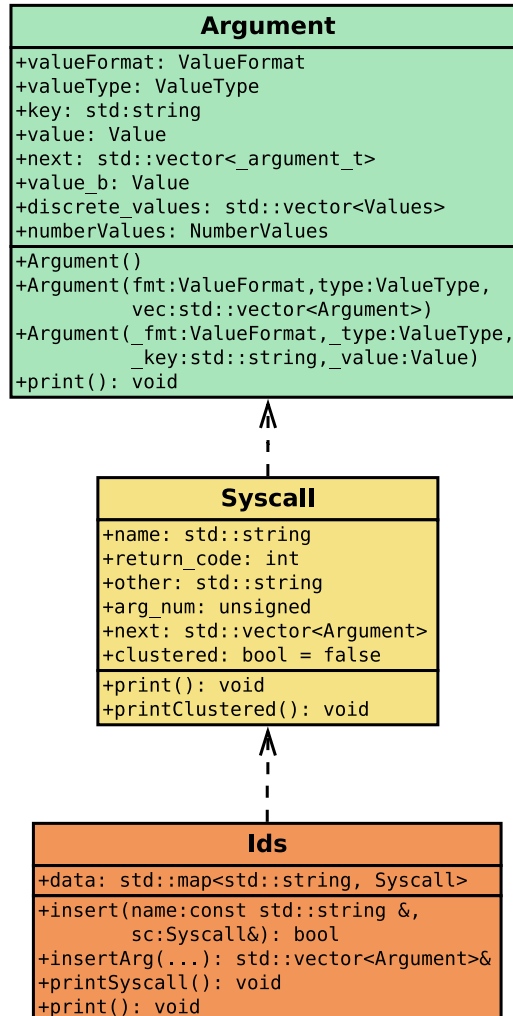 Argument
+valueFormat: ValueFormat
+valueType: ValueType
+key: std:string
+value: Value
+next: std::vector<_argument_t>
+value_b: Value
+discrete_values: std::vector<Values>
+numberValues: NumberValues
+Argument()
+Argument(fmt:ValueFormat,type:ValueType,
vec:std::vector<Argument>)
+Argument(_fmt:ValueFormat,_type:ValueType,
_key:std::string,_value:Value)
+print(): void
Syscall
+name: std::string
+return_code: int
+other: std::string
+arg_num: unsigned
+next: std::vector<Argument>
+clustered: bool = false
+print(): void
+printClustered(): void
Ids
+data: std::map<std::string, Syscall>
+insert(name:const std::string &,
sc:Syscall&): bool
+insertArg(...): std::vector<Argument>&
+printSyscall(): void
+print(): void